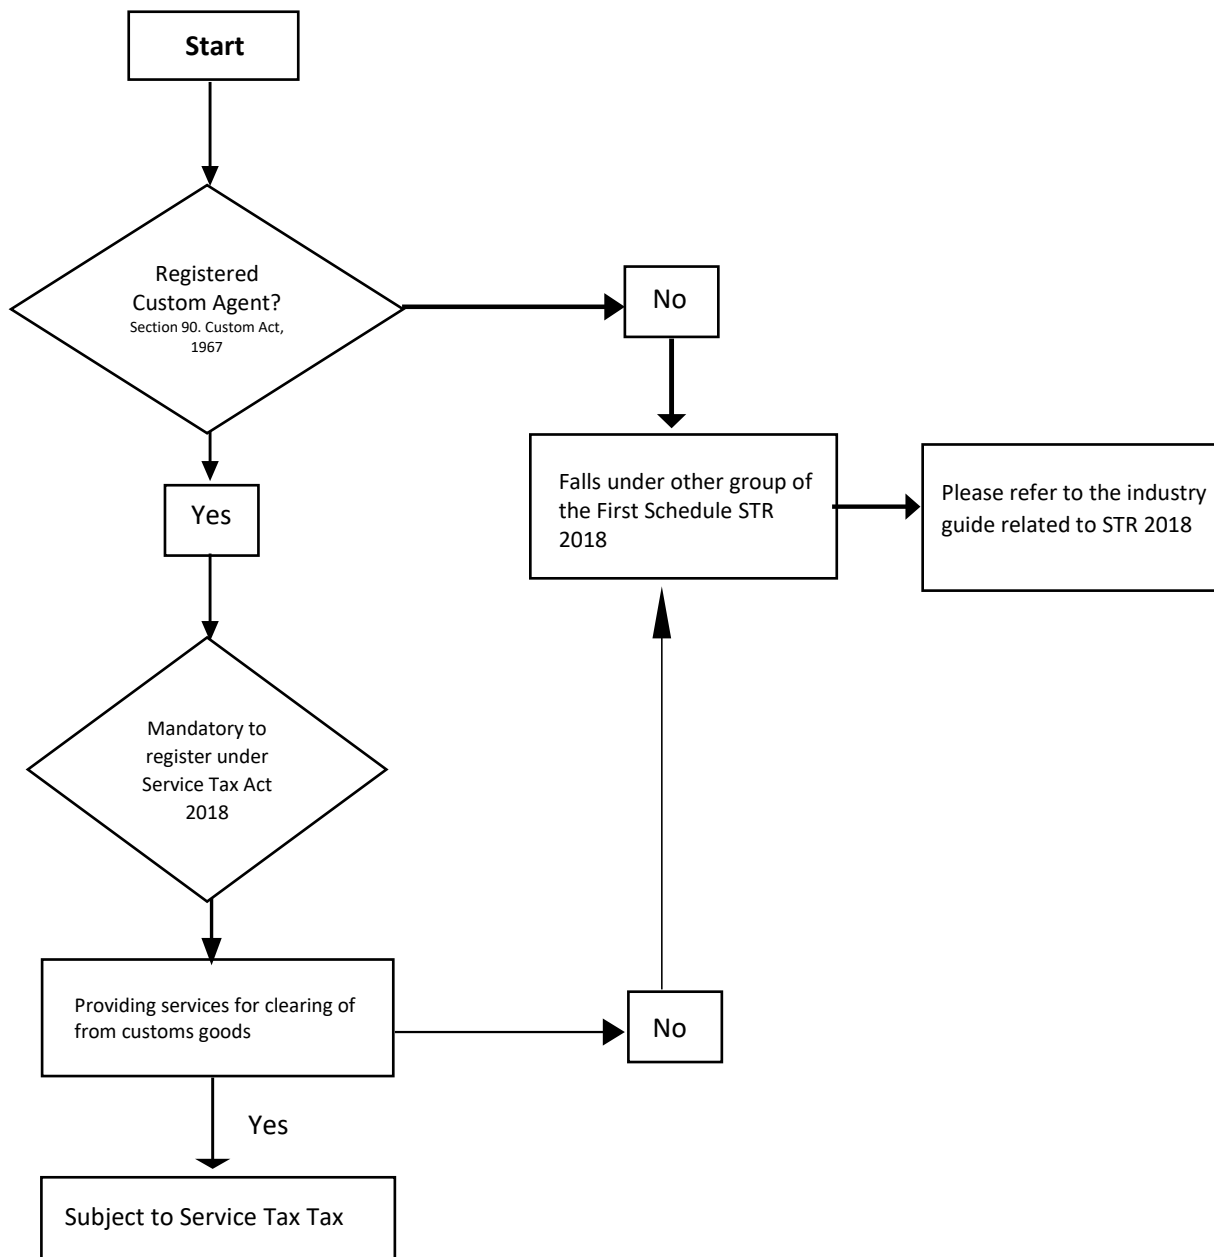 Start
Registered
Custom Agent?
Section 90. Custom Act,
1967
No
Yes
Falls under other group of
the First Schedule STR
2018
Please refer to the industry
guide related to STR 2018
Mandatory to
register under
Service Tax Act
2018
Providing services for clearing of
from customs goods
No
Yes
Subject to Service Tax Tax